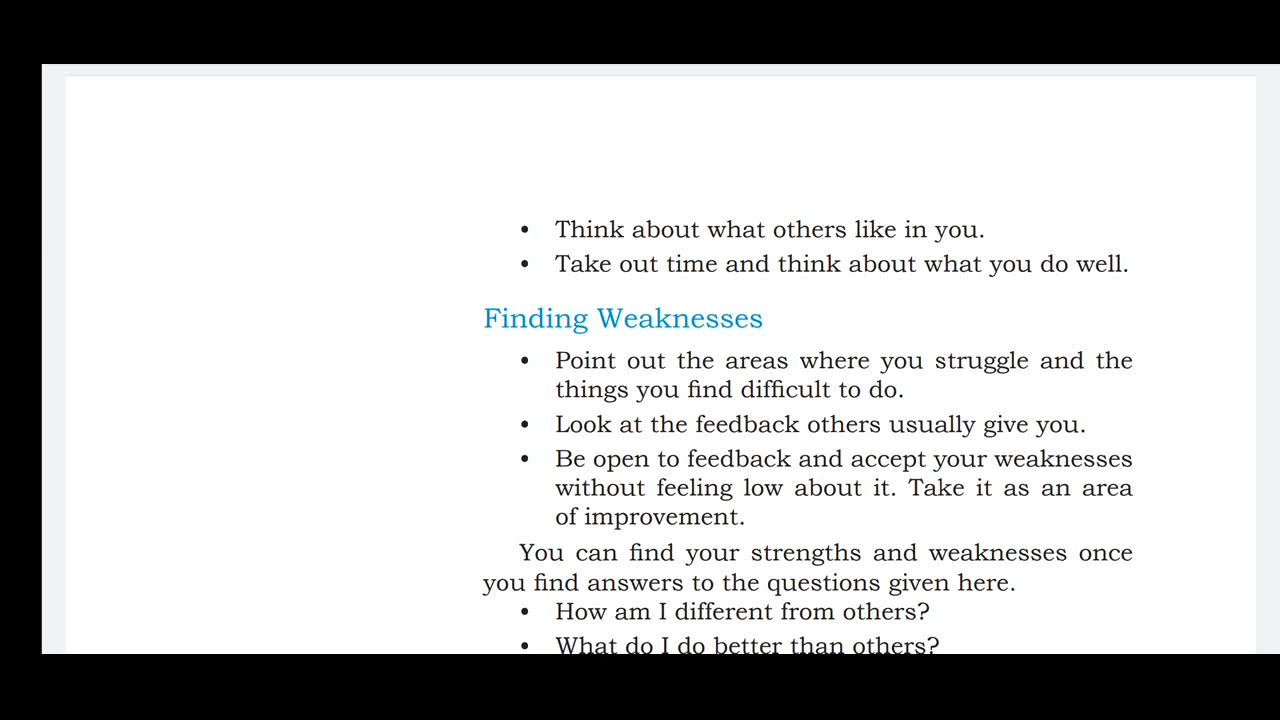 • Think about what others like in you.
• Take out time and think about what you do well.
Finding Weaknesses
• Point out the areas where you struggle and the
things you find difficult to do.
• Look at the feedback others usually give you.
• Be open to feedback and accept your weaknesses
without feeling low about it. Take it as an area
of improvement.
You can find your strengths and weaknesses once
you find answers to the questions given here.
• How am I different from others?
• What do I do better than others?